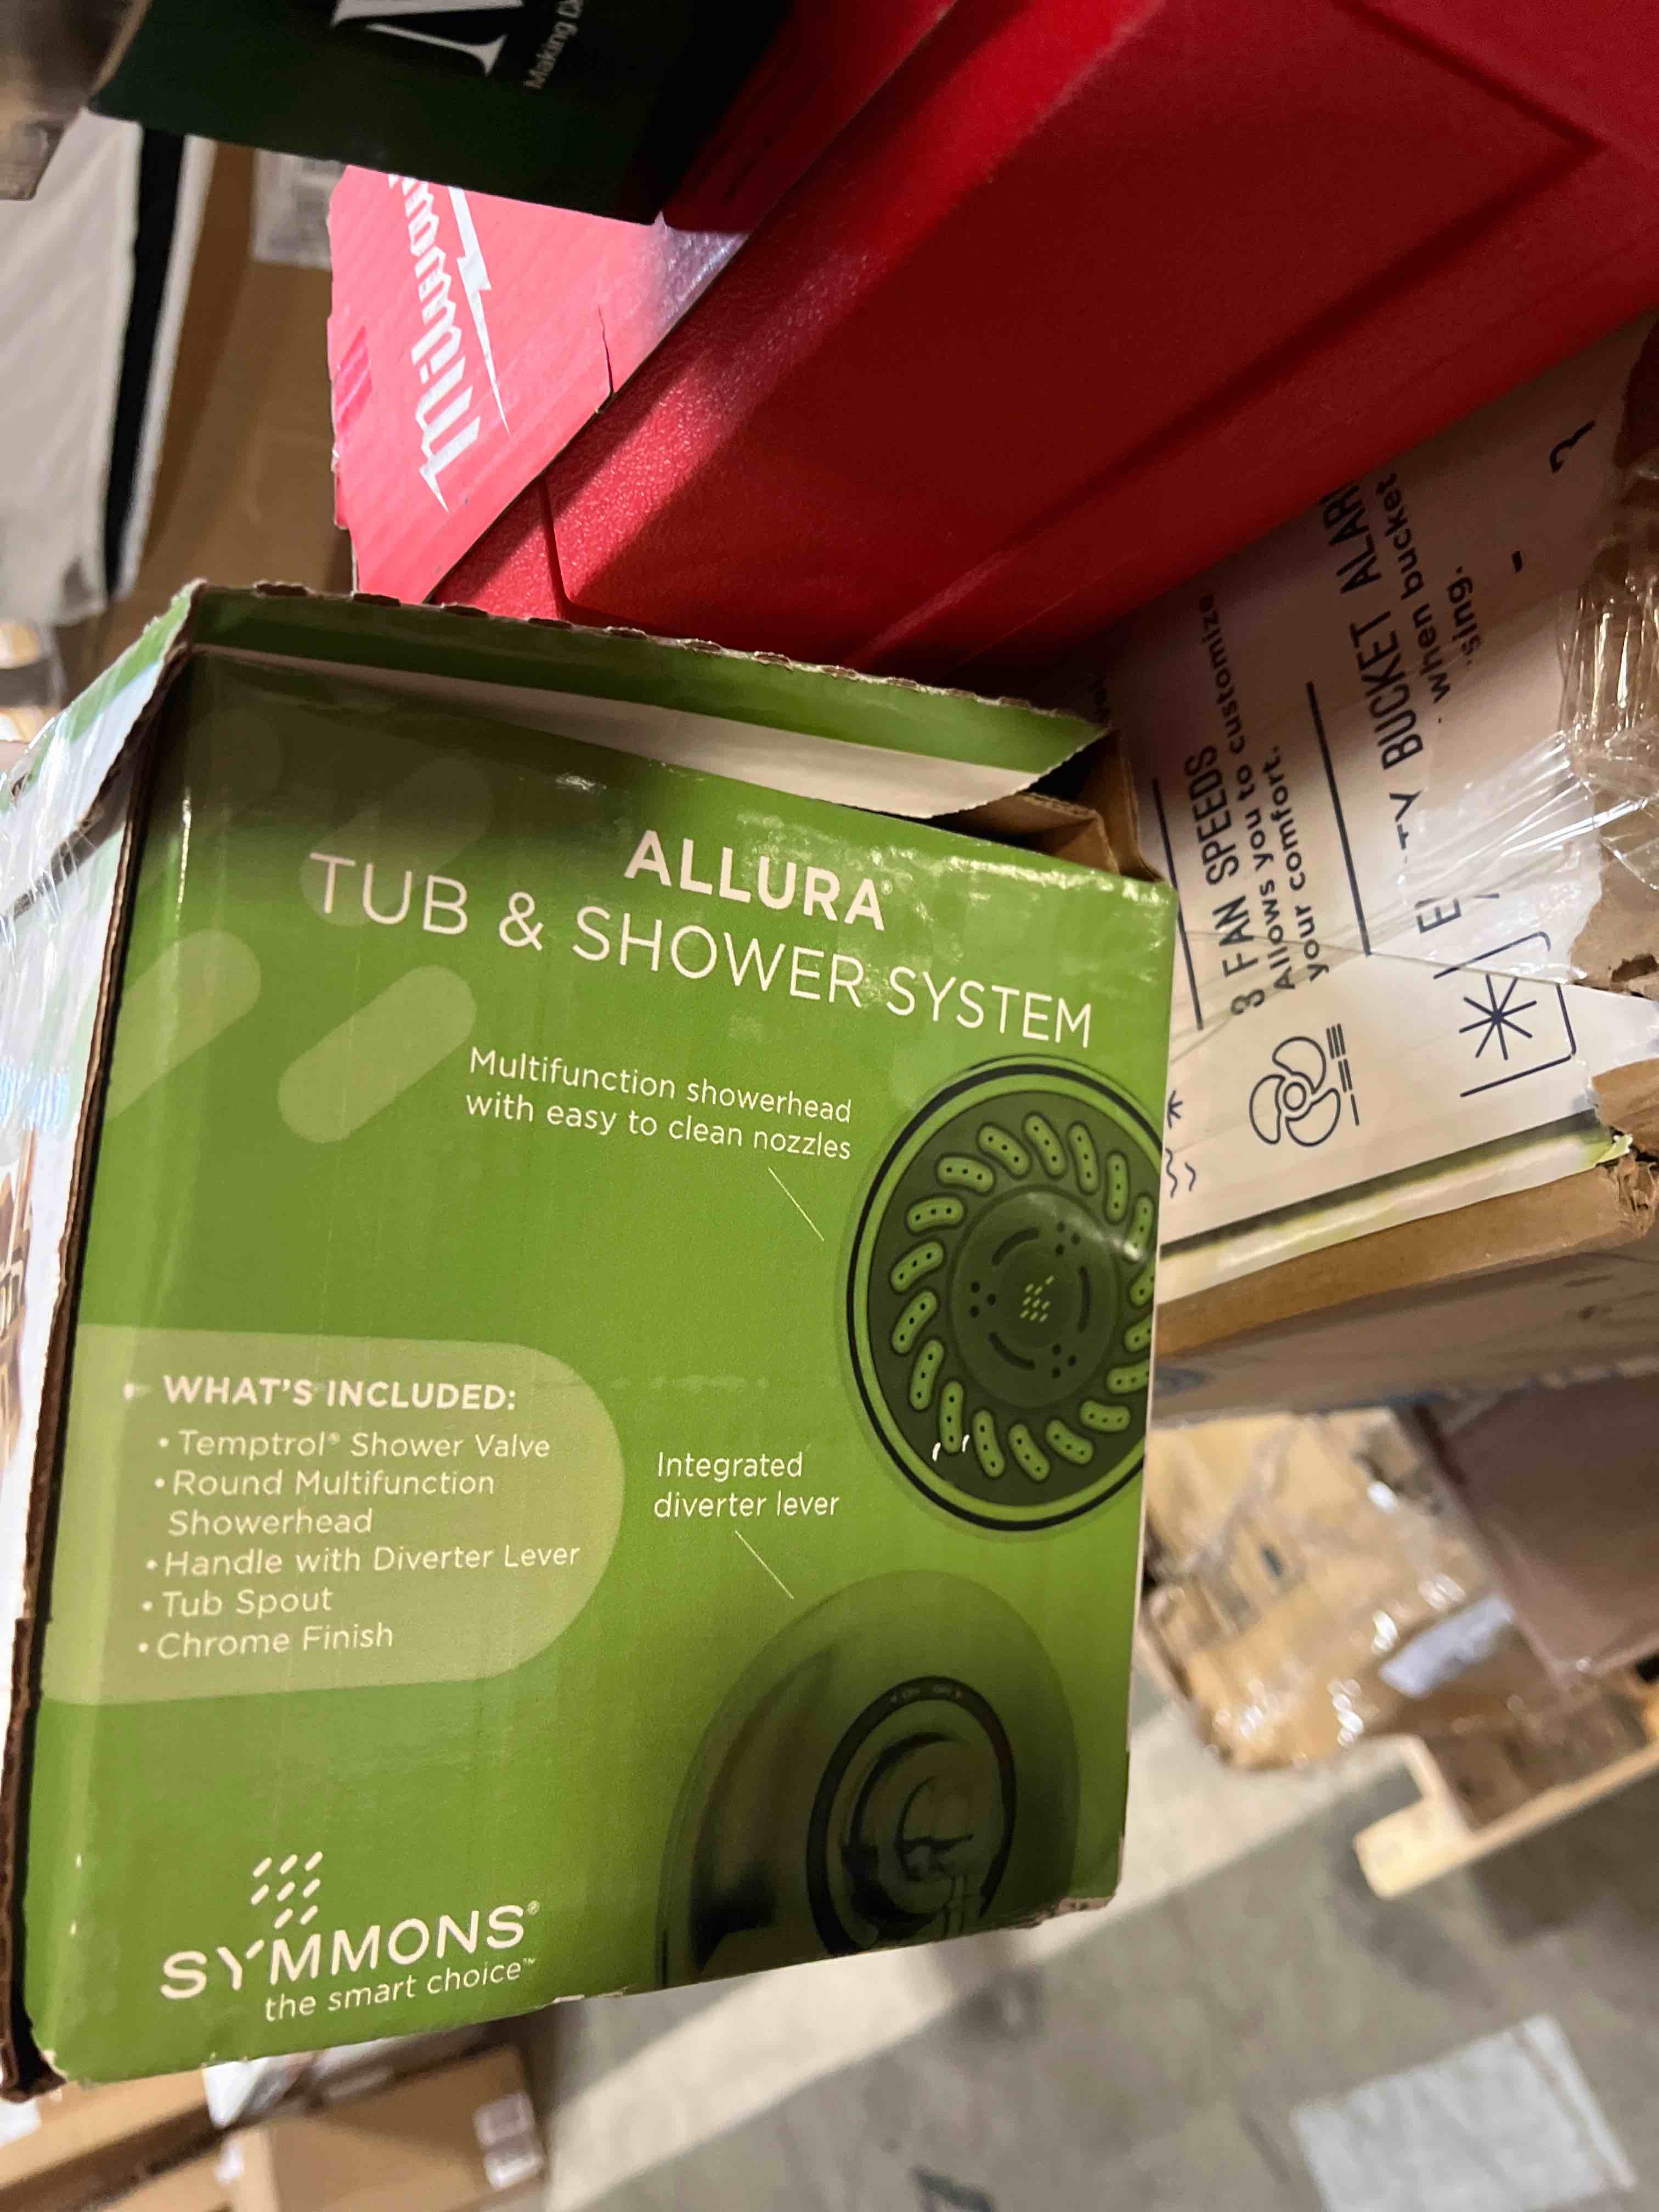 Making
Milwaukee
ALLURA
TUB & SHOWER SYSTEM
Multifunction showerhead
with easy to clean nozzles
WHAT'S INCLUDED:
• Temptrol® Shower Valve
• Round Multifunction
Showerhead
• Handle with Diverter Lever
• Tub Spout
• Chrome Finish
Integrated
diverter lever
SYMMONS®
the smart choice™
3 FAN SPEEDS
Allows you to customize
your comfort.
BUCKET
when bucket